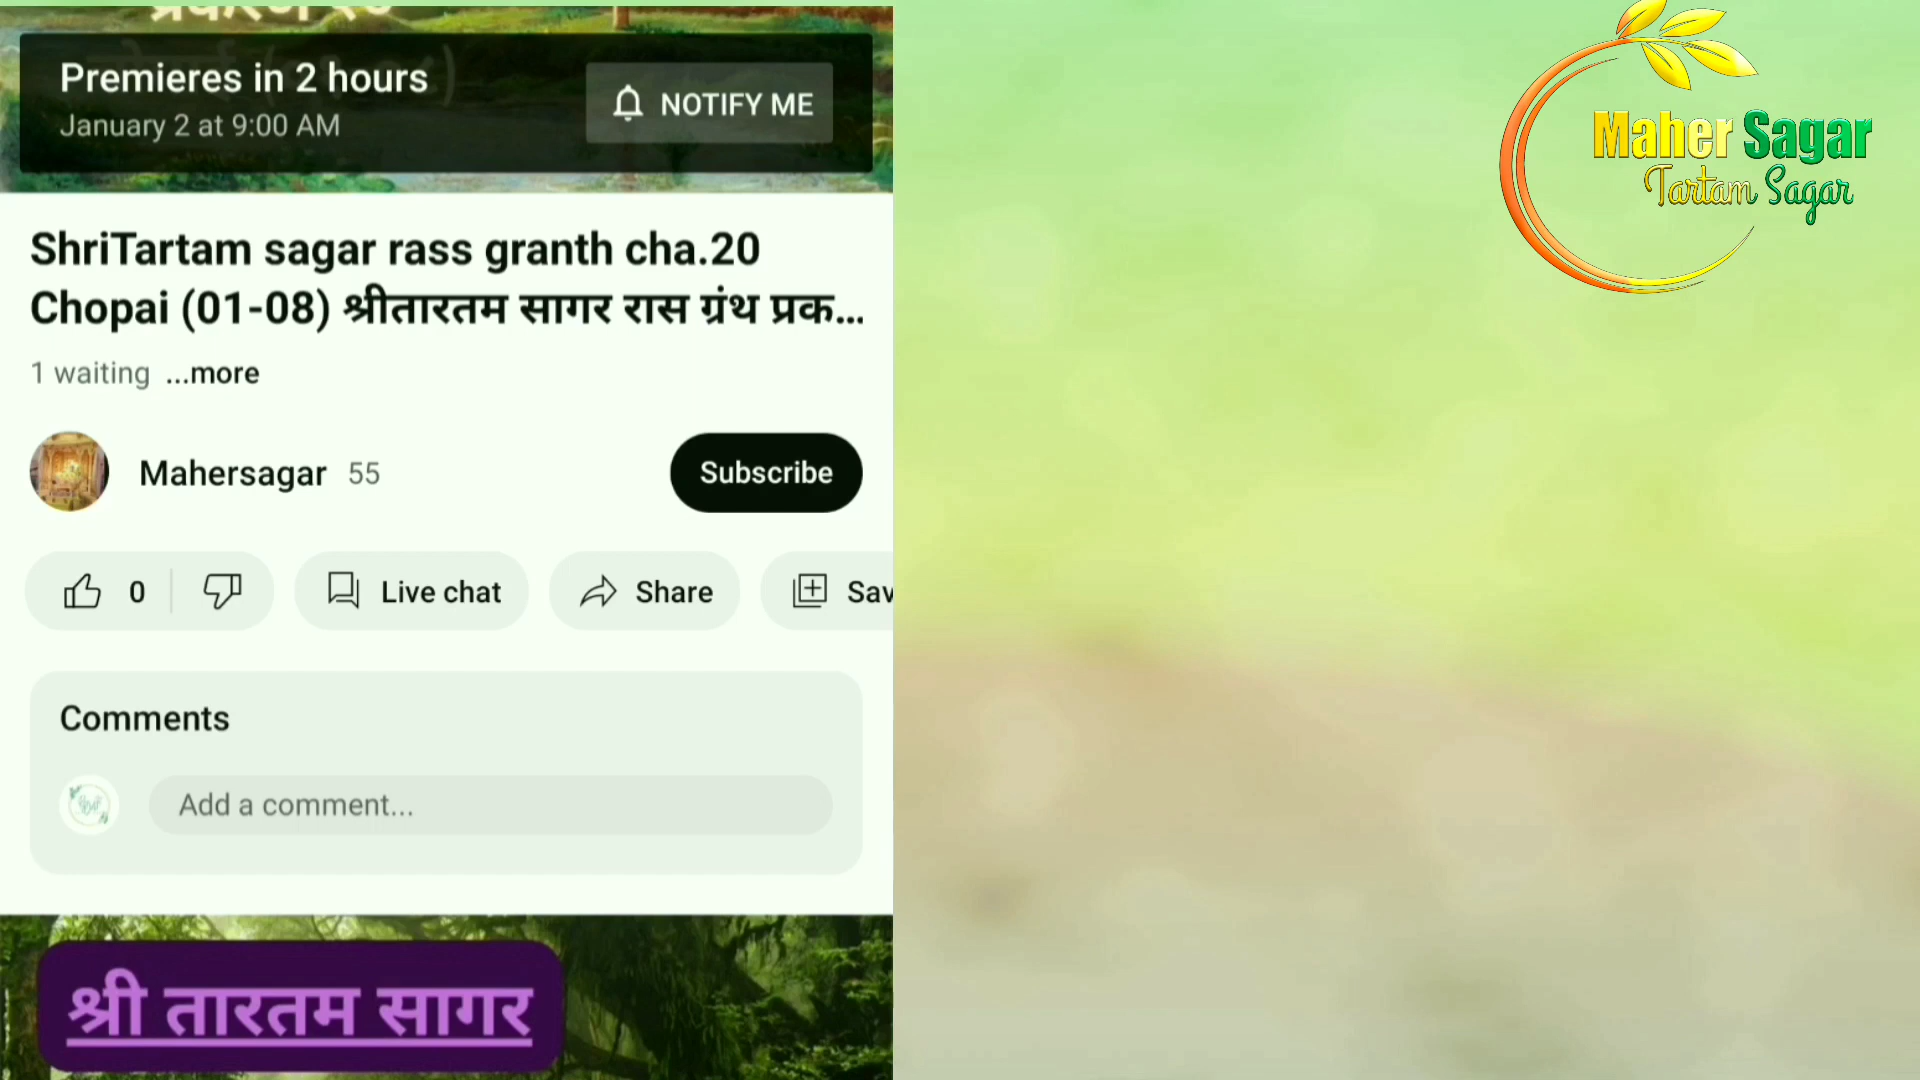 Premieres in 2 hours
January 2 at 9:00 AM
NOTIFY ME
Maher Sagar
Tartam Sagar
ShriTartam sagar rass granth cha.20
Chopai (01-08) श्रीतारतम सागर रास ग्रंथ प्रक...
1 waiting ...more
Mahersagar 55
Subscribe
0
Live chat
Share
Sav
Comments
Add a comment...
श्री तारतम सागर